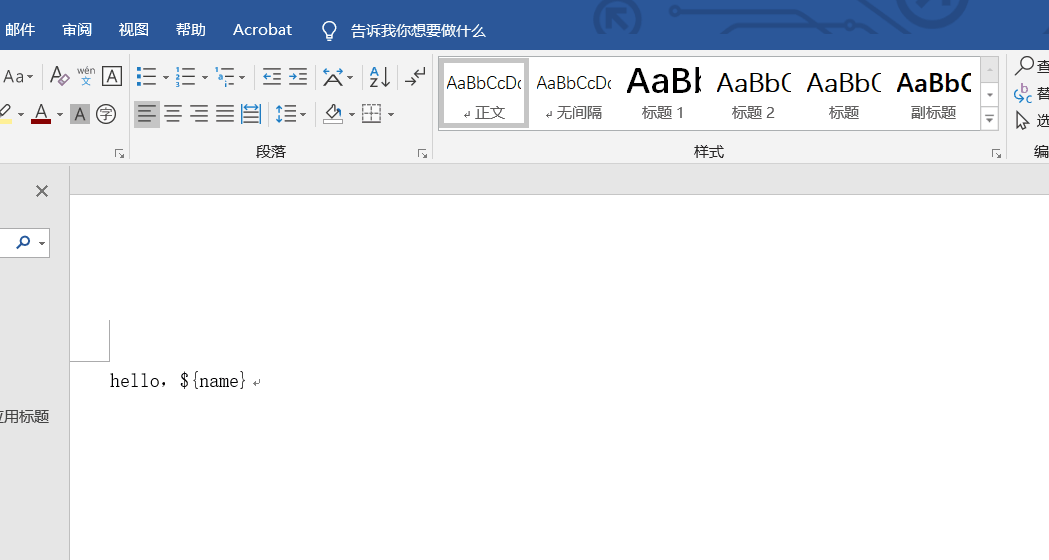 邮件 审阅 视图 帮助 Acrobat 告诉我你想要做什么
Aa wén 文 A A Z
A A 字
AaBbCcDc AaBbCcDc AaBb AaBbC AaBbC AaBbC
正文 无间隔 标题 1 标题 2 标题 副标题
查
替
选
段落 样式 编
hello，${name}
应用标题